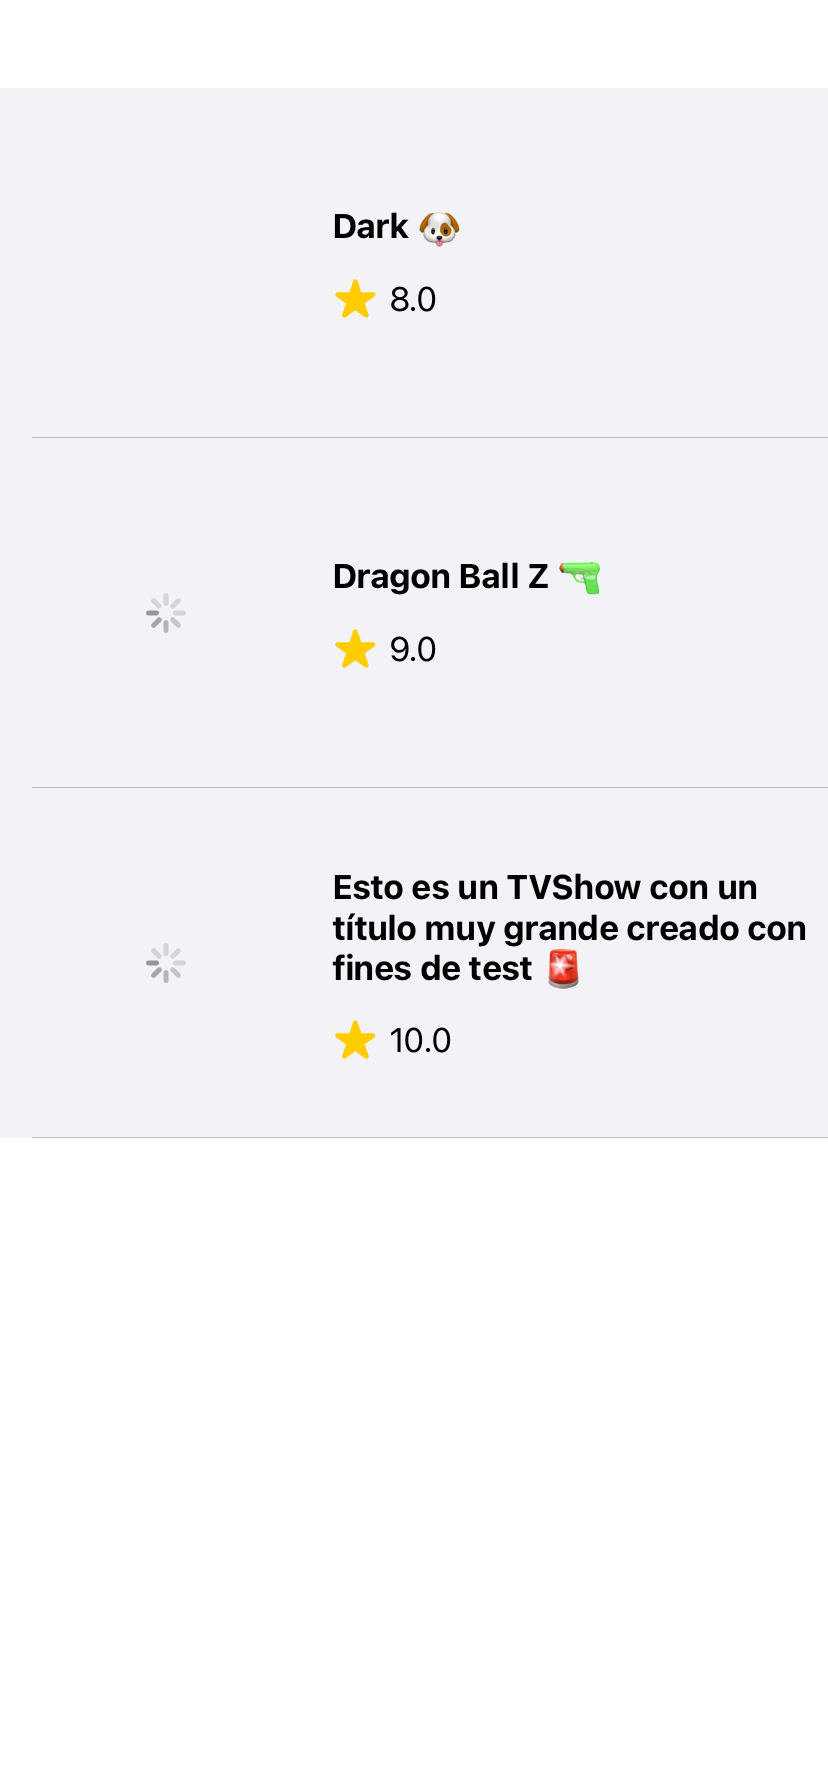 Dark 🐶
⭐ 8.0
Dragon Ball Z 🔫
⭐ 9.0
Esto es un TVShow con un
título muy grande creado con
fines de test 🚨
⭐ 10.0